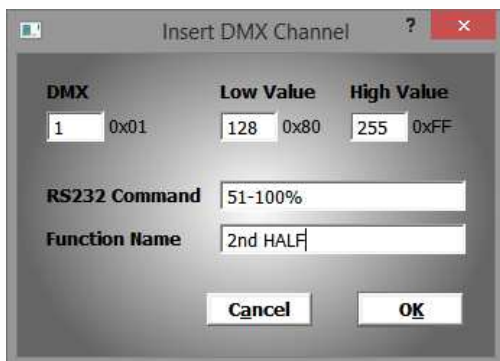 Insert DMX Channel ? ×
DMX Low Value High Value
1 0x01 128 0x80 255 0xFF
RS232 Command 51-100%
Function Name 2nd HALF
Cancel OK